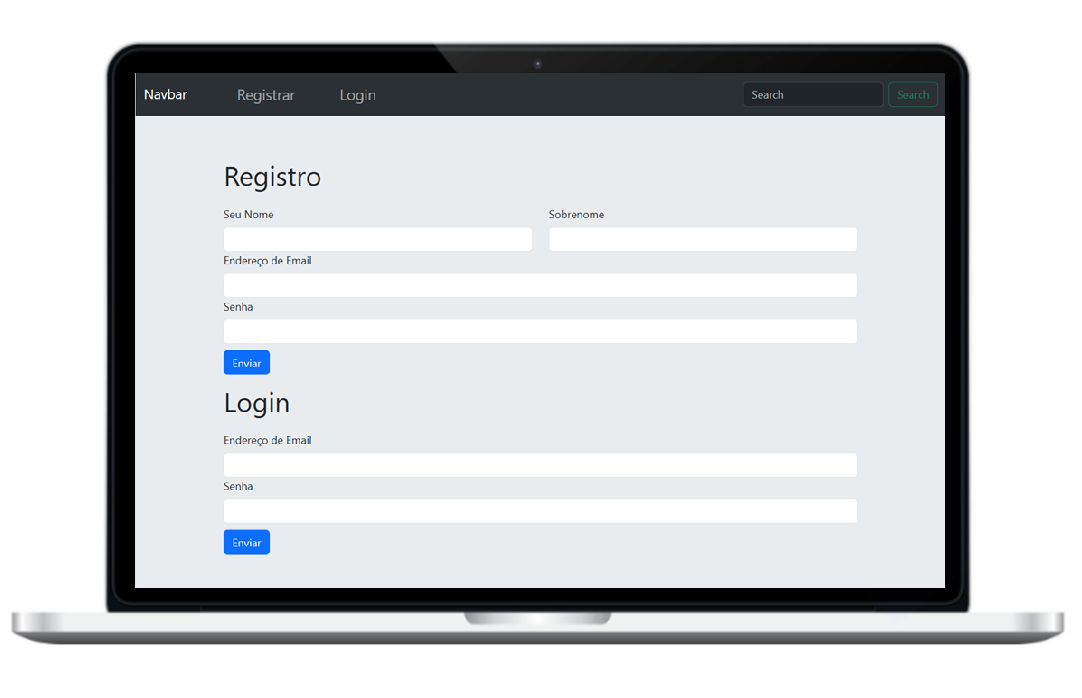 Navbar Registrar Login Search Search
Registro
Seu Nome Sobrenome
Endereço de Email
Senha
Enviar
Login
Endereço de Email
Senha
Enviar